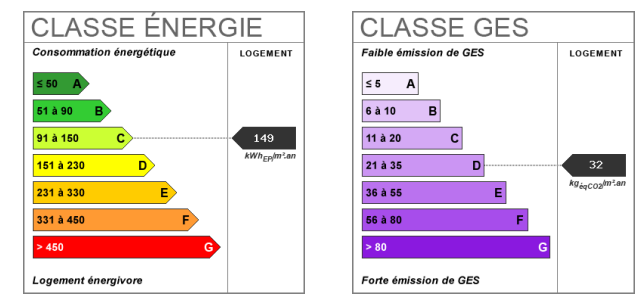 CLASSE ÉNERGIE
Consommation énergétique
LOGEMENT
≤ 50 A
51 à 90 B
91 à 150 C
149
kWhEP/m².an
151 à 230 D
231 à 330 E
331 à 450 F
> 450 G
Logement énergivore
CLASSE GES
Faible émission de GES
LOGEMENT
≤ 5 A
6 à 10 B
11 à 20 C
21 à 35 D
32
kgéqCO2/m².an
36 à 55 E
56 à 80 F
> 80 G
Forte émission de GES